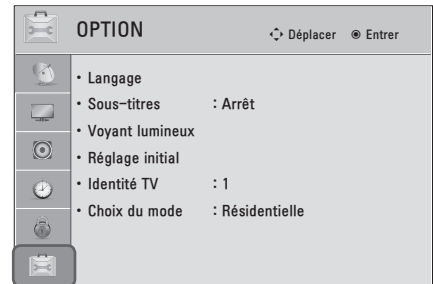 OPTION
Déplacer Entrer
• Langage
• Sous-titres : Arrêt
• Voyant lumineux
• Réglage initial
• Identité TV : 1
• Choix du mode : Résidentielle